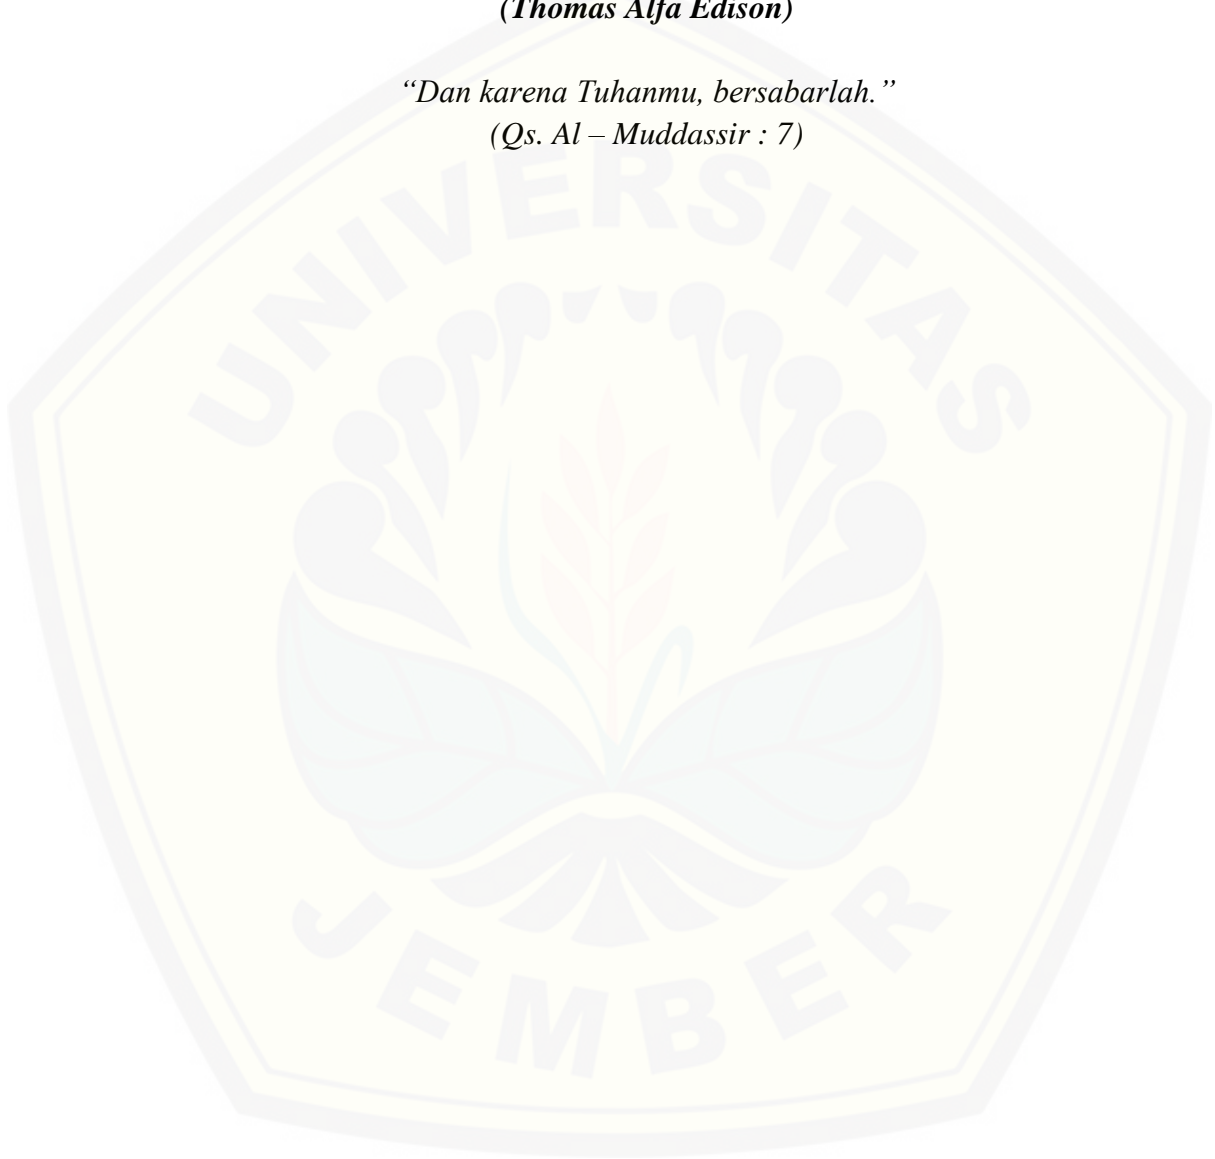 (Thomas Alfa Edison)
“Dan karena Tuhanmu, bersabarlah.”
(Qs. Al – Muddassir : 7)
UNIVERSITAS
JEMBER